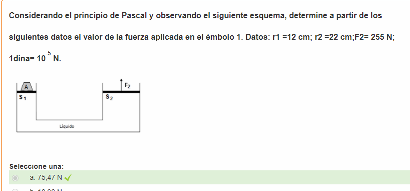 Considerando el principio de Pascal y observando el siguiente esquema, determine a partir de los
siguientes datos el valor de la fuerza aplicada en el émbolo 1. Datos: r1 =12 cm; r2 =22 cm;F2= 255 N;
1dina= 10 5 N.
F2
S1 S2
Líquido
Seleccione una:
a. 75,47 N